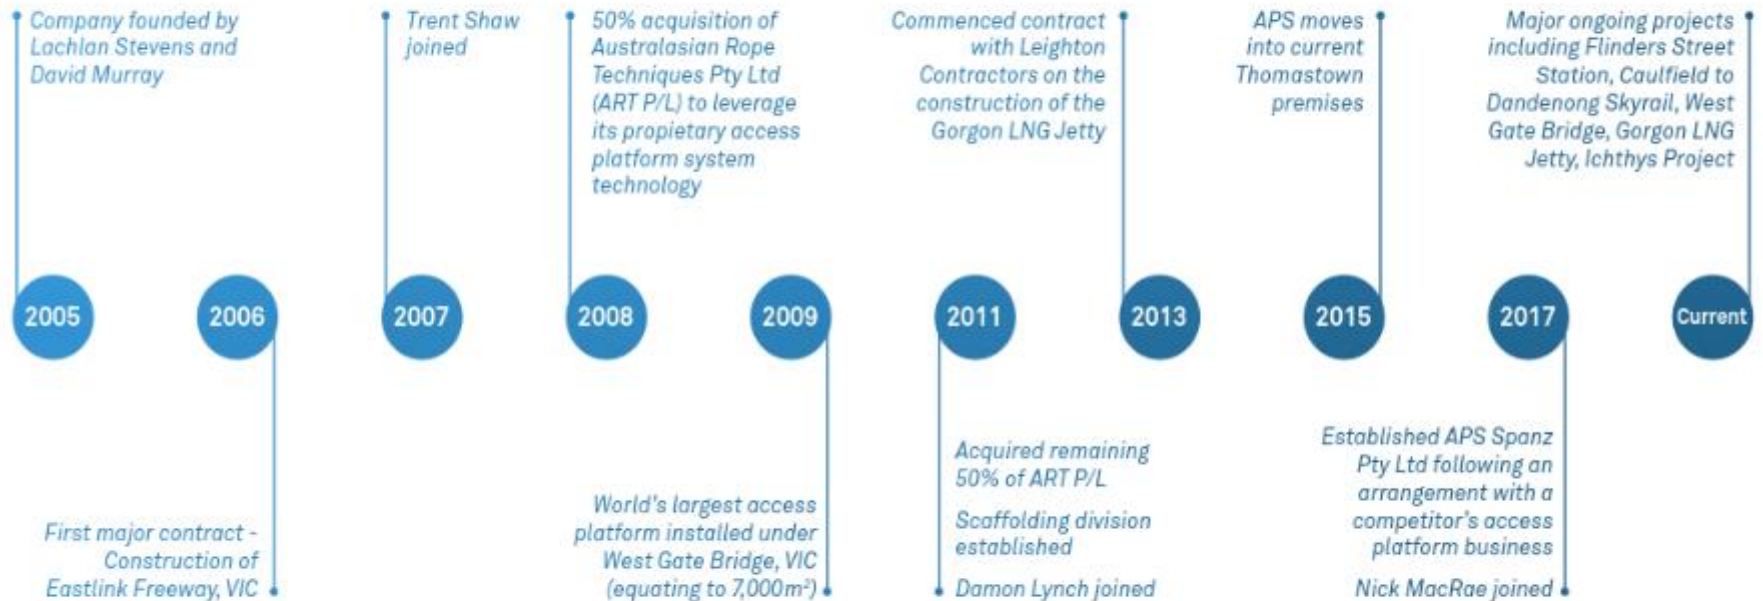 Company founded by
Lachlan Stevens and
David Murray
Trent Shaw
joined
50% acquisition of
Australasian Rope
Techniques Pty Ltd
(ART P/L) to leverage
its propietary access
platform system
technology
Commenced contract
with Leighton
Contractors on the
construction of the
Gorgon LNG Jetty
APS moves
into current
Thomastown
premises
Major ongoing projects
including Flinders Street
Station, Caulfield to
Dandenong Skyrail, West
Gate Bridge, Gorgon LNG
Jetty, Ichthys Project
2005
2006
2007
2008
2009
2011
2013
2015
2017
Current
First major contract -
Construction of
Eastlink Freeway, VIC
World's largest access
platform installed under
West Gate Bridge, VIC
(equating to 7,000m²)
Acquired remaining
50% of ART P/L
Scaffolding division
established
Damon Lynch joined
Established APS Spanz
Pty Ltd following an
arrangement with a
competitor's access
platform business
Nick MacRae joined